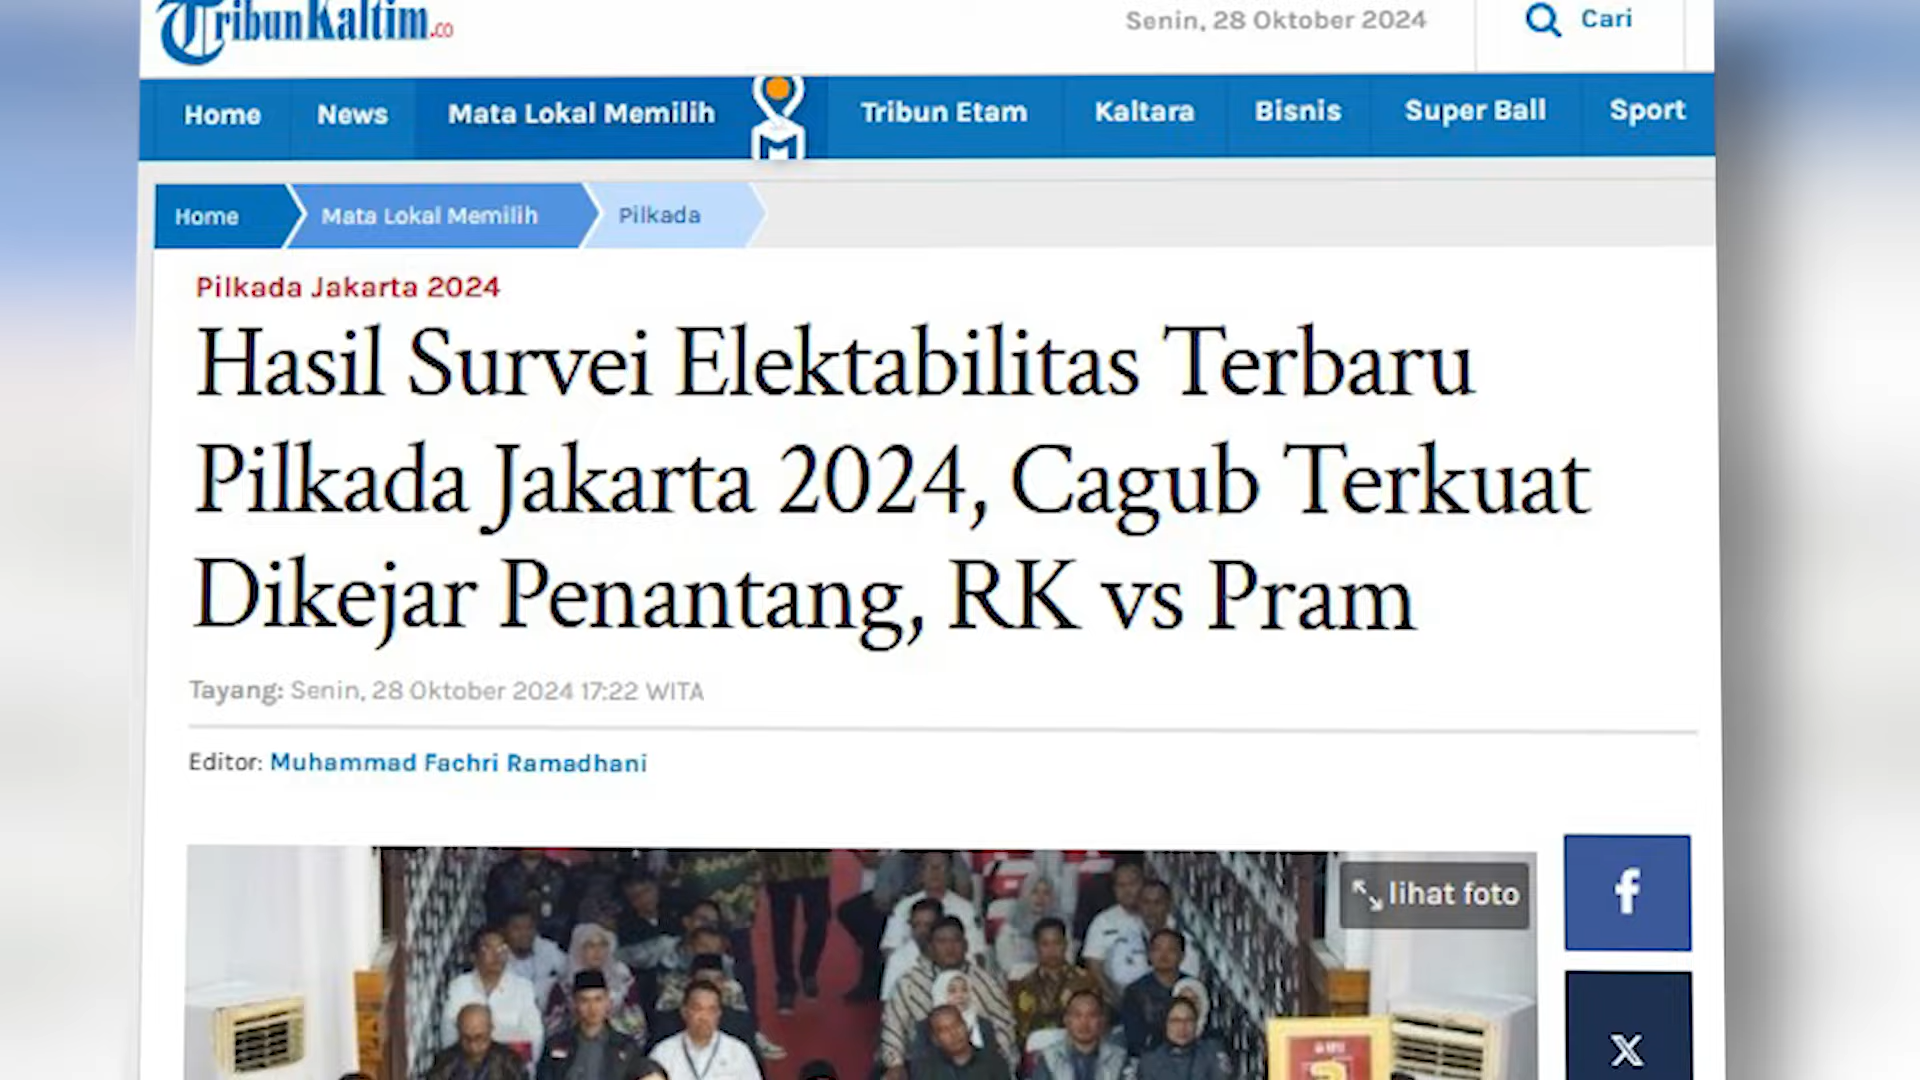 TribunKaltim.co
Senin, 28 Oktober 2024
Cari
Home
News
Mata Lokal Memilih
Tribun Etam
Kaltara
Bisnis
Super Ball
Sport
Home
Mata Lokal Memilih
Pilkada
Pilkada Jakarta 2024
Hasil Survei Elektabilitas Terbaru
Pilkada Jakarta 2024, Cagub Terkuat
Dikejar Penantang, RK vs Pram
Tayang: Senin, 28 Oktober 2024 17:22 WITA
Editor: Muhammad Fachri Ramadhani
lihat foto